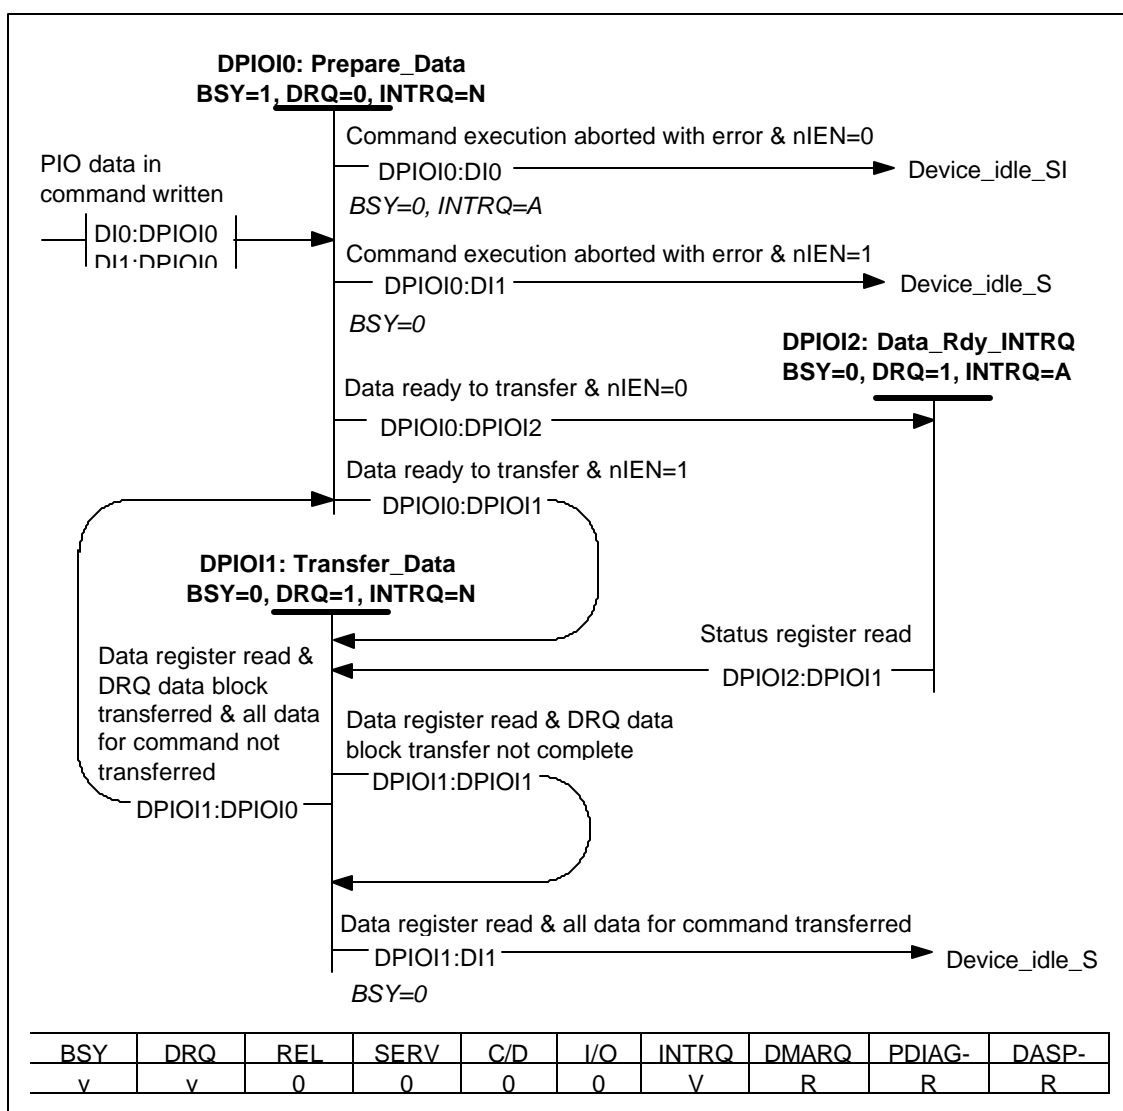 DPIOI0: Prepare_Data
BSY=1, DRQ=0, INTRQ=N
Command execution aborted with error & nIEN=0
DPIOI0:DI0
Device_idle_SI
BSY=0, INTRQ=A
PIO data in
command written
DI0:DPIOI0
DI1:DPIOI0
Command execution aborted with error & nIEN=1
DPIOI0:DI1
Device_idle_S
BSY=0
DPIOI2: Data_Rdy_INTRQ
BSY=0, DRQ=1, INTRQ=A
Data ready to transfer & nIEN=0
DPIOI0:DPIOI2
Data ready to transfer & nIEN=1
DPIOI0:DPIOI1
DPIOI1: Transfer_Data
BSY=0, DRQ=1, INTRQ=N
Status register read
DPIOI2:DPIOI1
Data register read &
DRQ data block
transferred & all data
for command not
transferred
DPIOI1:DPIOI0
Data register read & DRQ data
block transfer not complete
DPIOI1:DPIOI1
Data register read & all data for command transferred
DPIOI1:DI1
Device_idle_S
BSY=0
BSY DRQ REL SERV C/D I/O INTRQ DMARQ PDIAG- DASP-
v v 0 0 0 0 V R R R